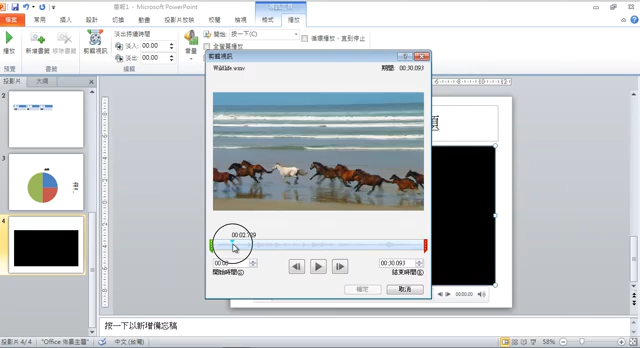 簡報1 - Microsoft PowerPoint
檔案 常用 插入 設計 切換 動畫 投影片放映 校閱 檢視 格式 播放
播放 新增書籤 移除書籤 剪輯視訊 淡出持續時間
淡入: 00.00
淡出: 00.00
音量 開始: 按一下(C)
全螢幕播放
循環播放，直到停止
編輯
投影片 大綱
2
3
4
剪輯視訊
Wildlife.wmv 期間: 00:30.093
00:02.729
00:00 00:30.093
開始時間(S) 結束時間(E)
確定 取消
00:00.00
按一下以新增備忘稿
投影片 4/4 "Office 佈景主題" 中文 (台灣) 58%